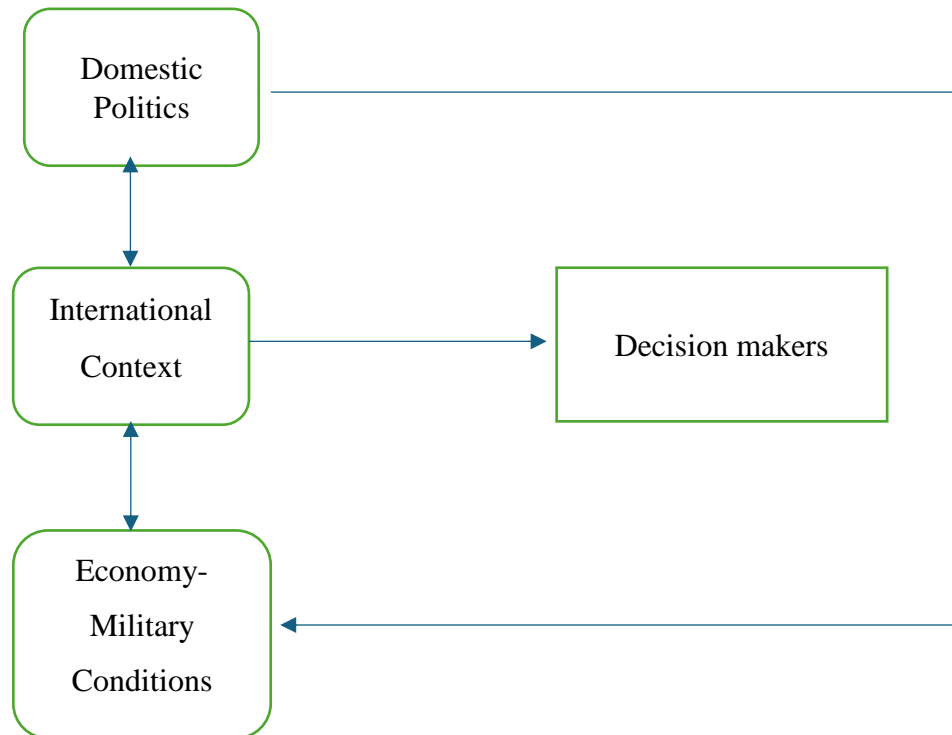 Domestic
Politics
International
Context
Decision makers
Economy-
Military
Conditions